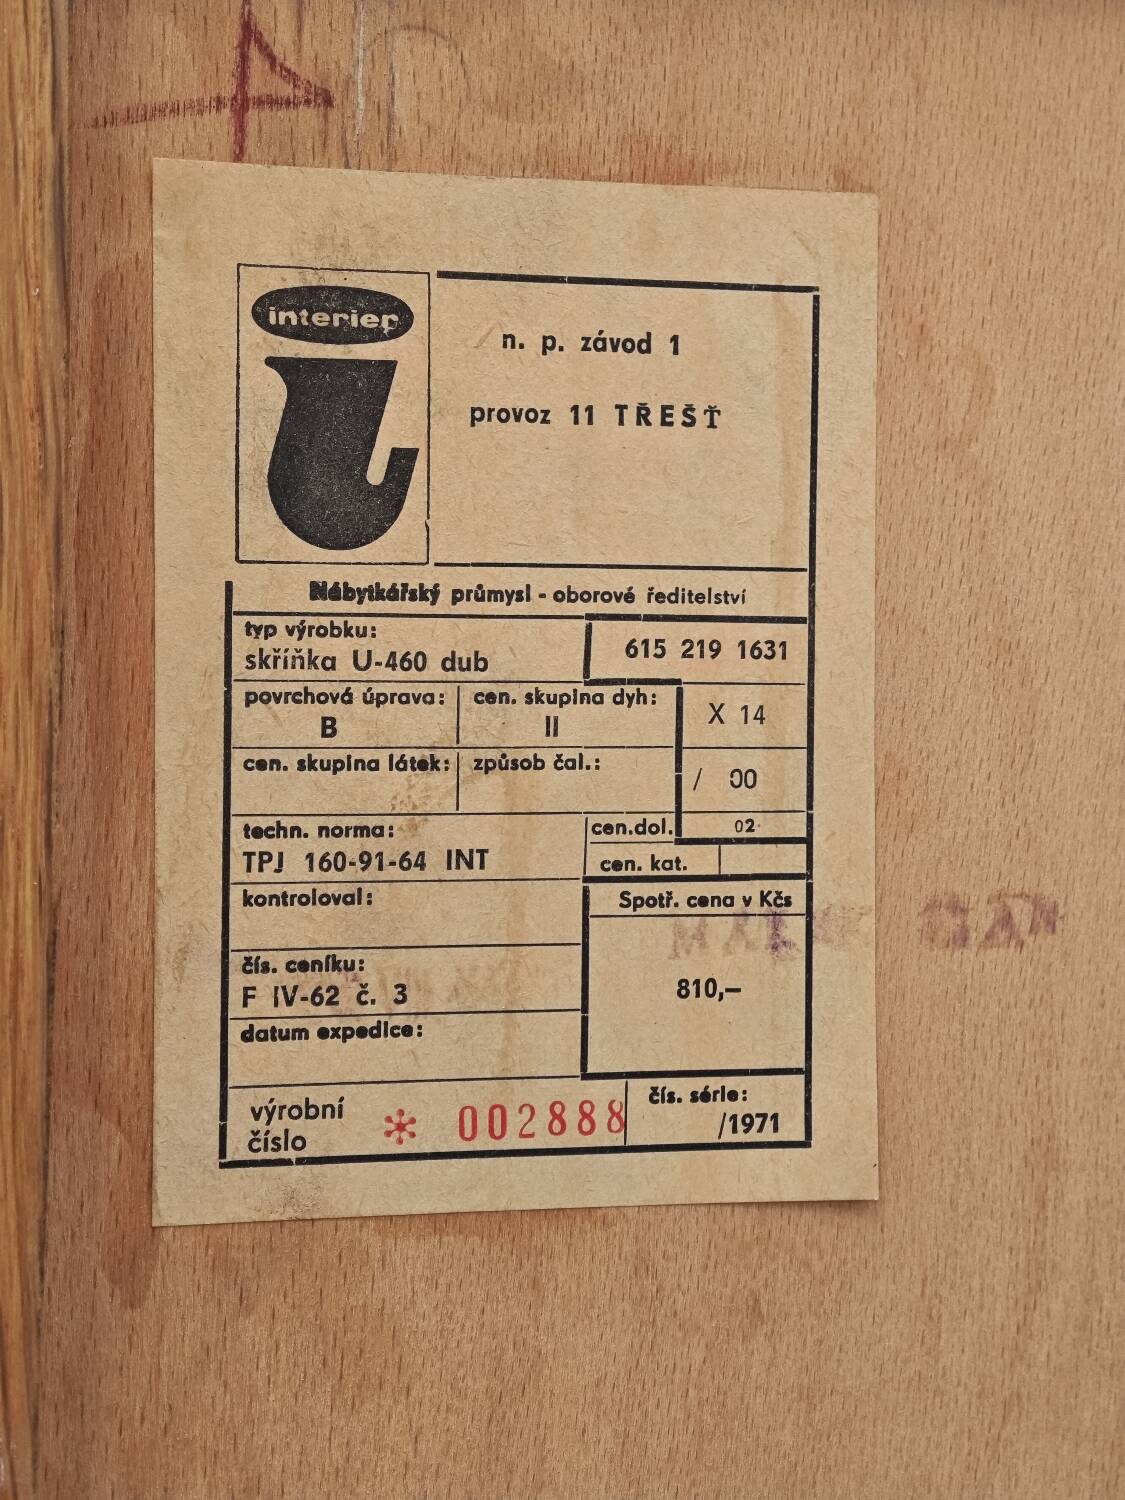 4
interier
n. p. závod 1
provoz 11 TŘEŠŤ
Nábytkářský průmysl - oborové ředitelství
typ výrobku:
skříňka U-460 dub
615 219 1631
povrchová úprava:
B
cen. skupina dyh:
II
X 14
cen. skupina látek:
způsob čal.:
/ 00
techn. norma:
TPJ 160-91-64 INT
cen.dol.
02
cen. kat.
kontroloval:
Spotř. cena v Kčs
810,—
čís. ceníku:
F IV-62 č. 3
datum expedice:
výrobní
číslo
* 002888
čís. série:
/1971